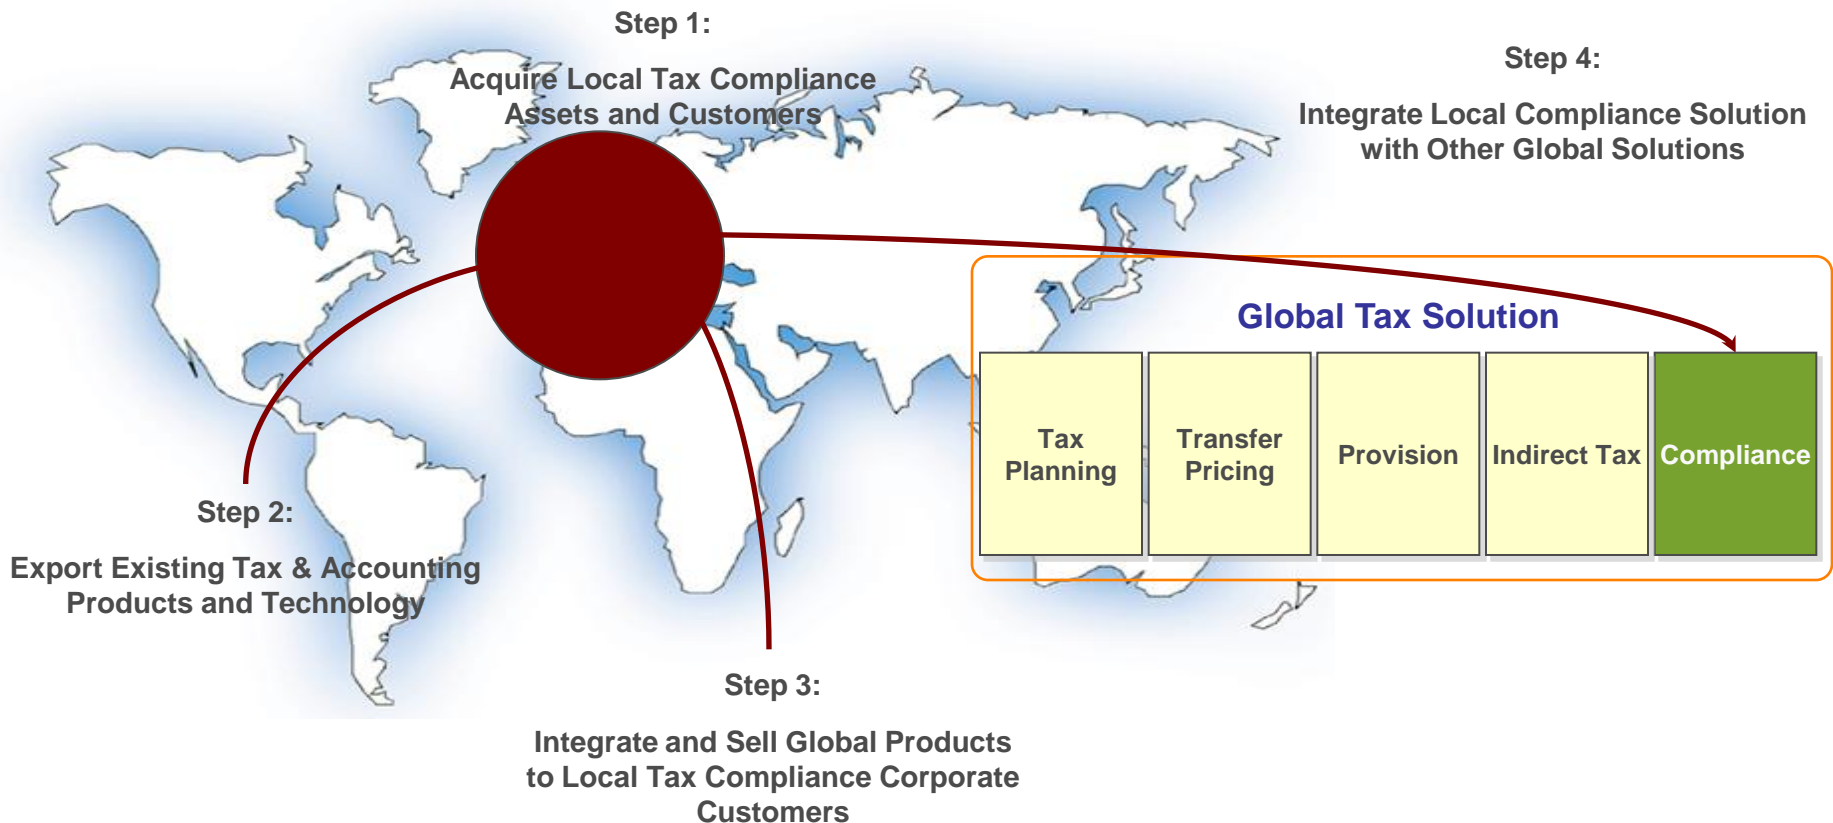 Step 1:
Acquire Local Tax Compliance
Assets and Customers
Step 4:
Integrate Local Compliance Solution
with Other Global Solutions
Global Tax Solution
Tax
Planning
Transfer
Pricing
Provision
Indirect Tax
Compliance
Step 2:
Export Existing Tax & Accounting
Products and Technology
Step 3:
Integrate and Sell Global Products
to Local Tax Compliance Corporate
Customers